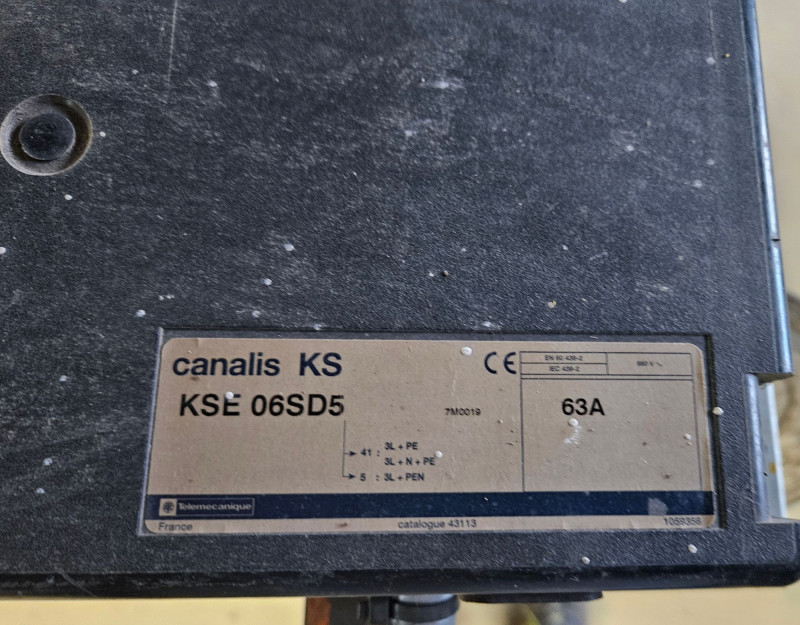 canalis KS
CE
EN 60 439-2
IEC 439-2
KSE 06SD5
7M0019
63A
41 : 3L + PE
3L + N + PE
5 : 3L + PEN
Telemecanique
France
catalogue 43113
1059356